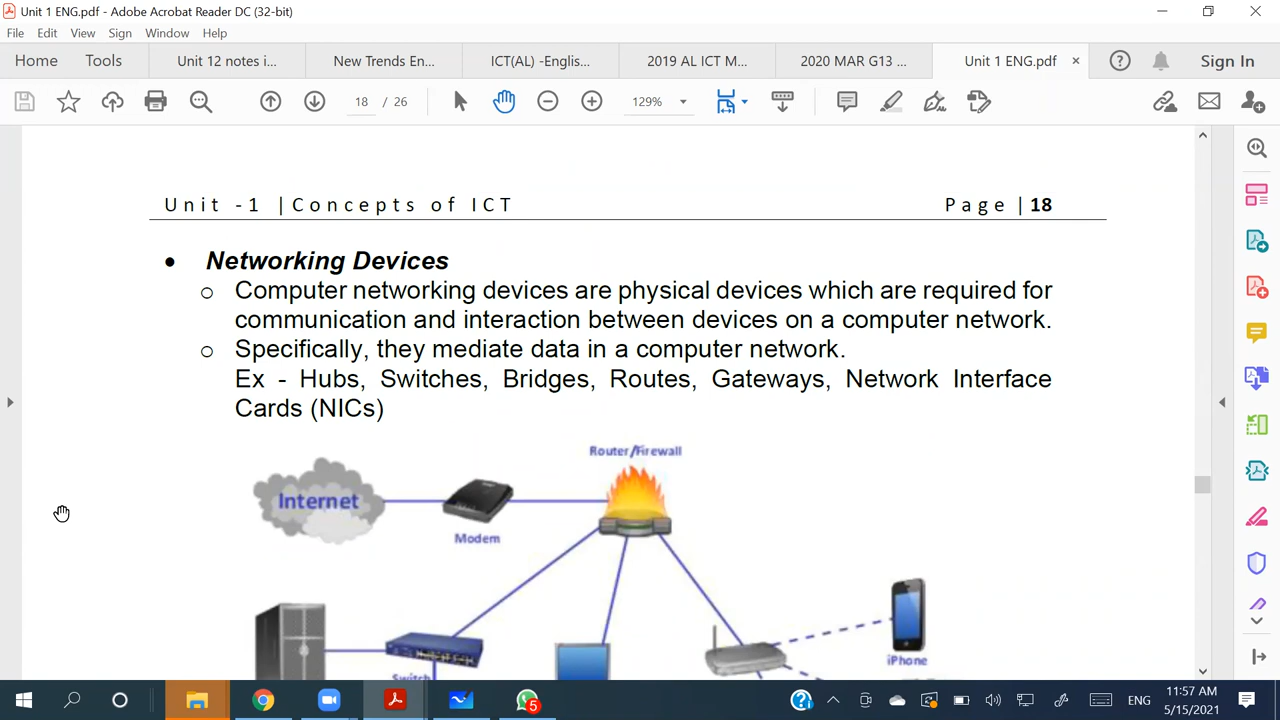 Unit 1 ENG.pdf - Adobe Acrobat Reader DC (32-bit)
File Edit View Sign Window Help
Home Tools Unit 12 notes i... New Trends En... ICT(AL) -Englis... 2019 AL ICT M... 2020 MAR G13 ... Unit 1 ENG.pdf × Sign In
18 / 26 129%
Unit -1 |Concepts of ICT Page |18
• Networking Devices
o Computer networking devices are physical devices which are required for
communication and interaction between devices on a computer network.
o Specifically, they mediate data in a computer network.
Ex - Hubs, Switches, Bridges, Routes, Gateways, Network Interface
Cards (NICs)
Router/Firewall
Internet
Modem
iPhone
Switch
5
ENG
11:57 AM
5/15/2021